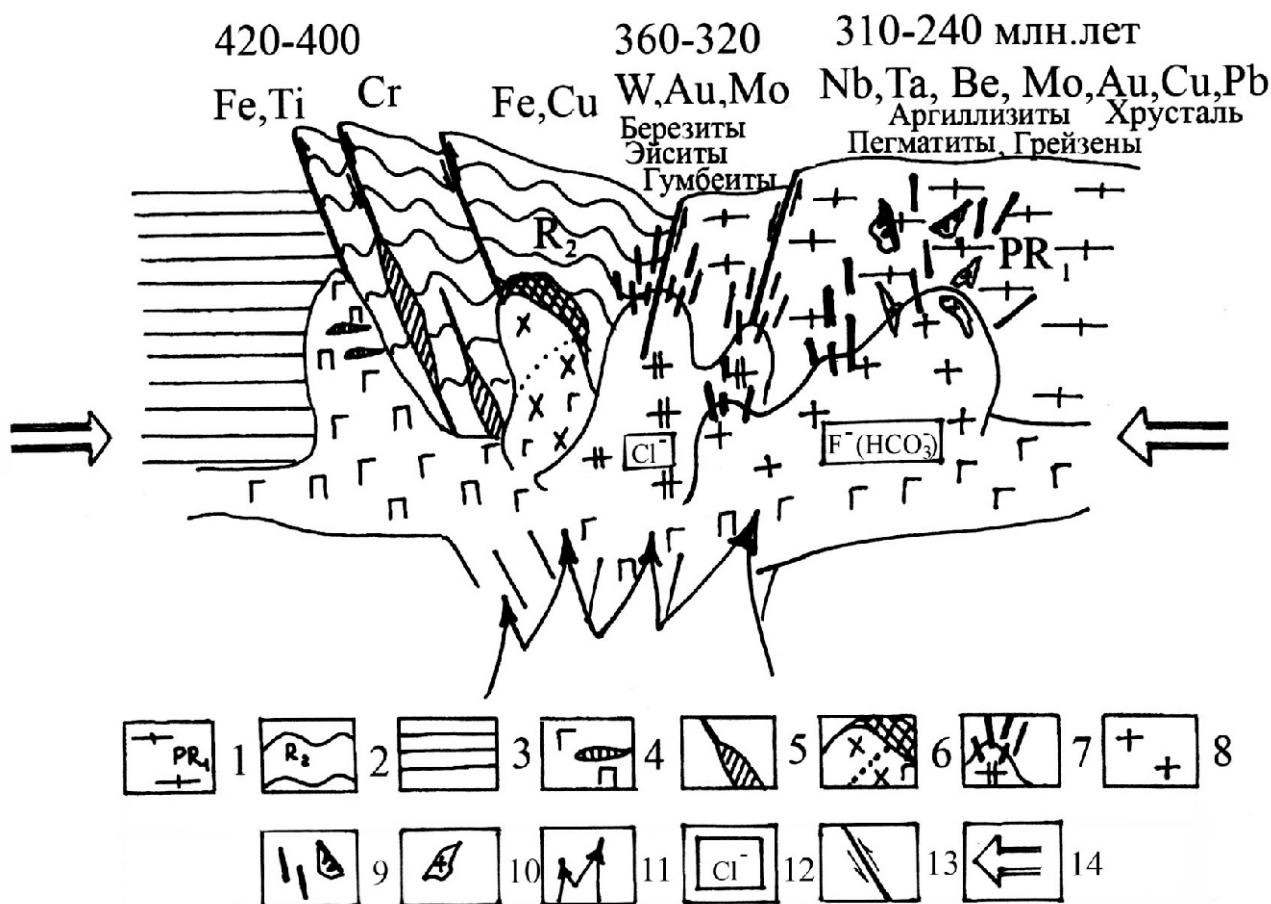 420-400 360-320 310-240 млн.лет
Fe,Ti Cr Fe,Cu W,Au,Mo Nb,Ta, Be, Mo,Au,Cu,Pb
Березиты Аргиллизиты Хрусталь
Эйситы Пегматиты, Грейзены
Гумбеиты
R2
PR1
Cl⁻ F⁻(HCO3⁻)
PR1 1 R2 2 3 4 5 6 7 8
9 10 11 Cl⁻ 12 13 14